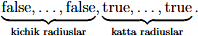 false, . . . , false, true, . . . , true .
kichik radiuslar katta radiuslar